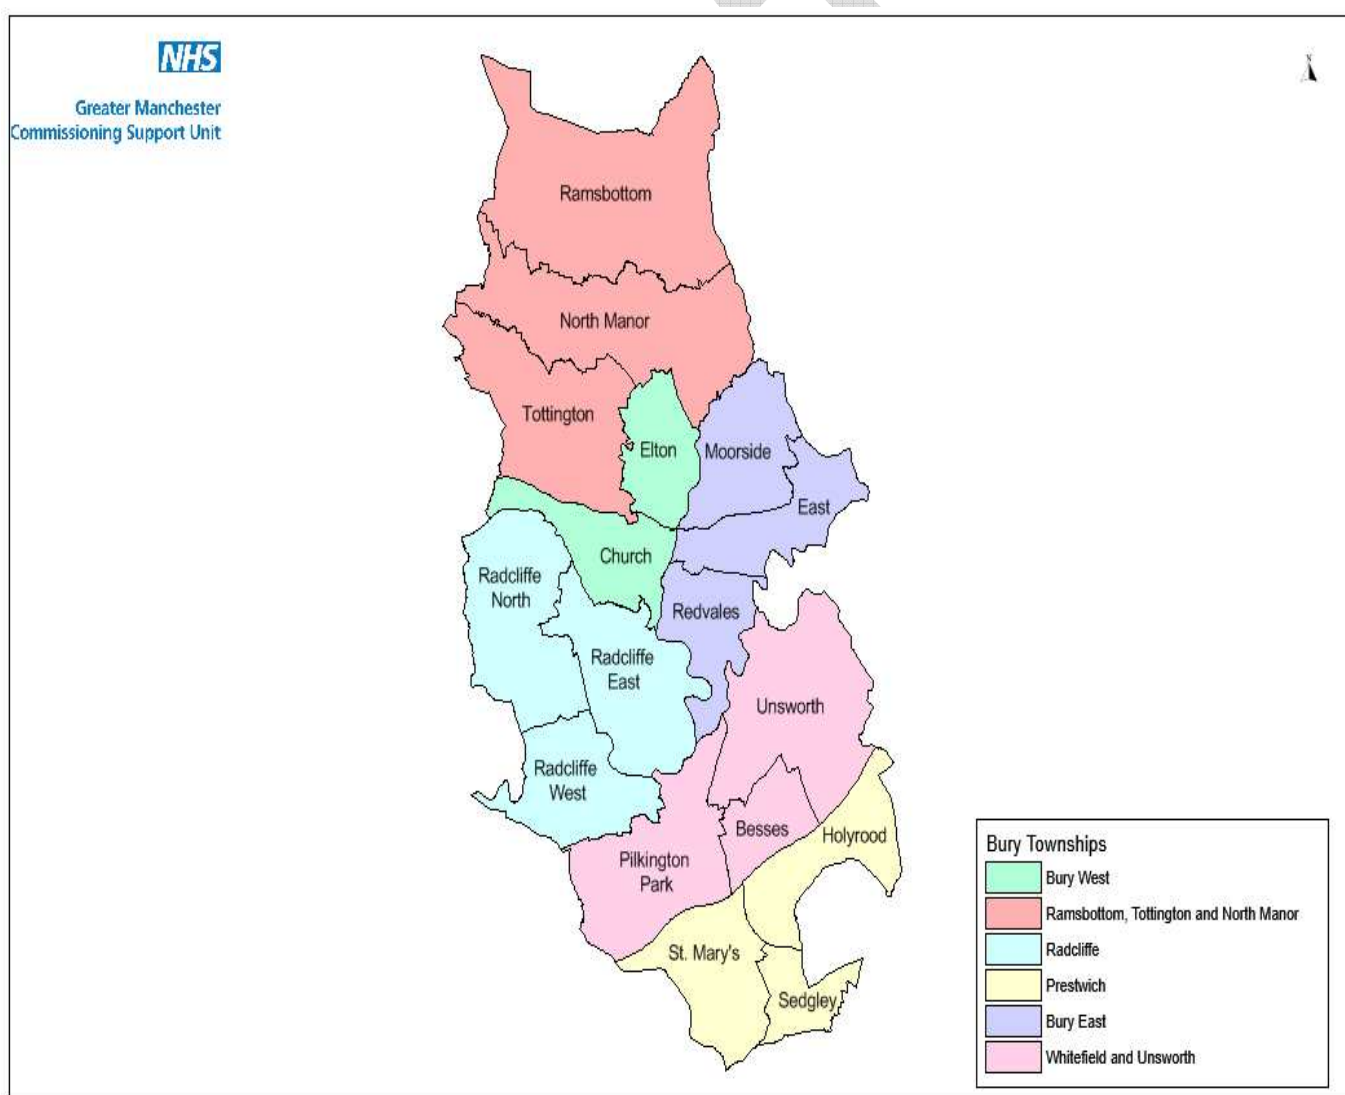 NHS
Greater Manchester
Commissioning Support Unit
N
Ramsbottom
North Manor
Tottington
Elton
Moorside
East
Church
Radcliffe
North
Redvales
Radcliffe
East
Unsworth
Radcliffe
West
Besses
Holyrood
Pilkington
Park
St. Mary's
Sedgley
Bury Townships
Bury West
Ramsbottom, Tottington and North Manor
Radcliffe
Prestwich
Bury East
Whitefield and Unsworth